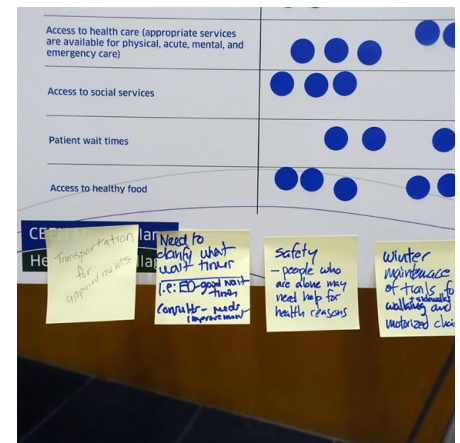 Access to health care (appropriate services
are available for physical, acute, mental, and
emergency care)
Access to social services
Patient wait times
Access to healthy food
Transportation
for
appointments
Need to
clarify what
wait times
i.e: ED-good wait
times
consults- needs
improvement
Safety
- people who
are alone may
need help for
health reasons
winter
maintenance
of trails fo
+ sidewalks
walking and
motorized chai